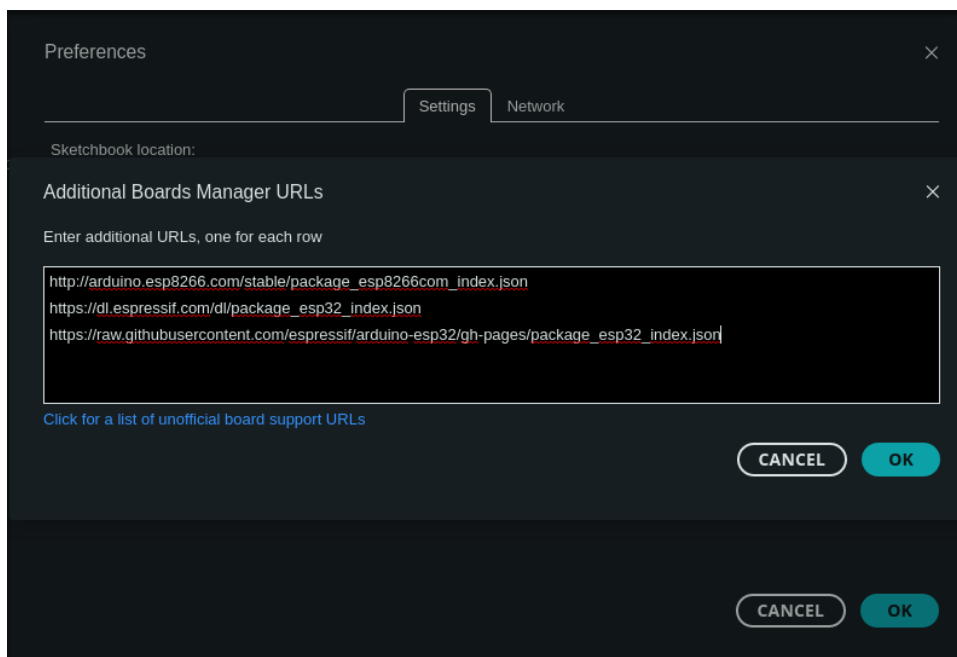 Preferences
Settings
Network
Sketchbook location:
Additional Boards Manager URLs
Enter additional URLs, one for each row
http://arduino.esp8266.com/stable/package_esp8266com_index.json
https://dl.espressif.com/dl/package_esp32_index.json
https://raw.githubusercontent.com/espressif/arduino-esp32/gh-pages/package_esp32_index.json
Click for a list of unofficial board support URLs
CANCEL
OK
CANCEL
OK